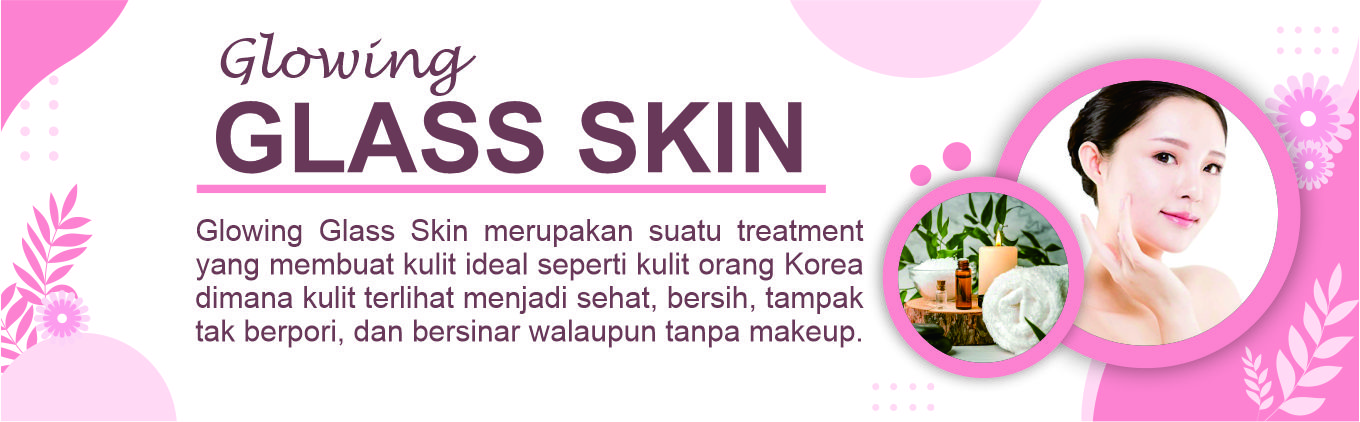 Glowing
GLASS SKIN
Glowing Glass Skin merupakan suatu treatment
yang membuat kulit ideal seperti kulit orang Korea
dimana kulit terlihat menjadi sehat, bersih, tampak
tak berpori, dan bersinar walaupun tanpa makeup.